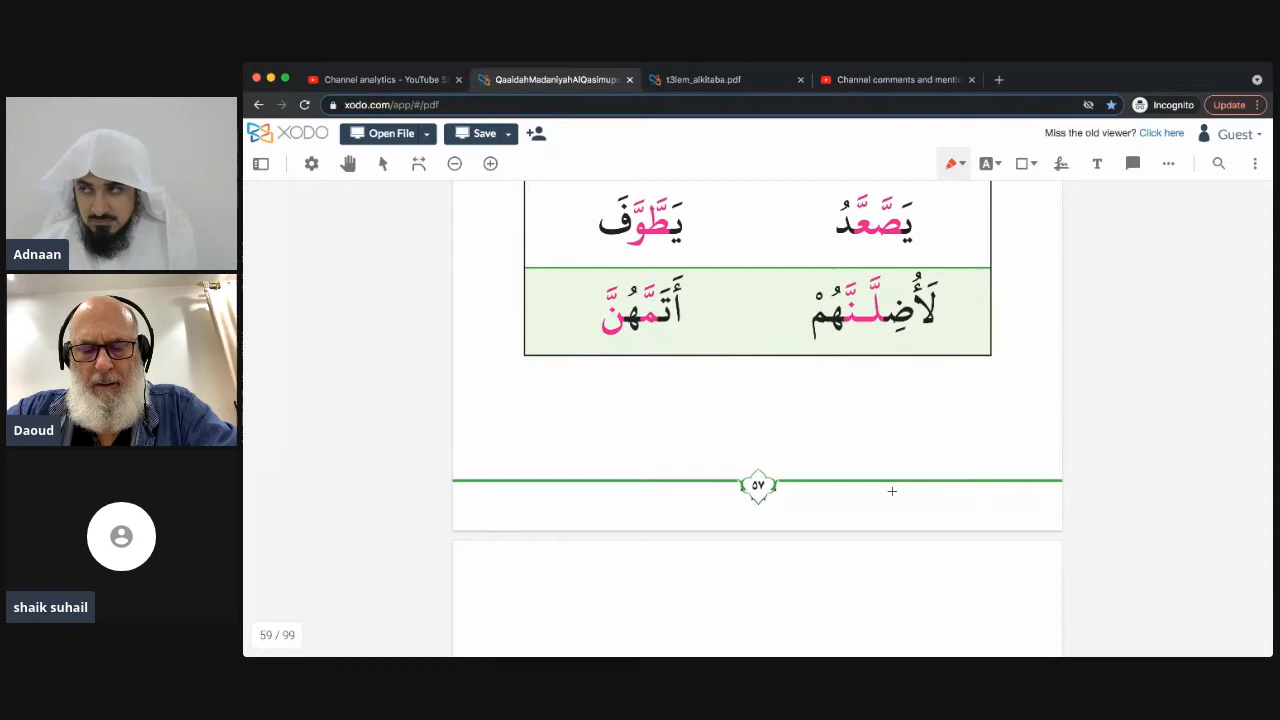 Channel analytics - YouTube S
QaaidahMadaniyahAlQasimup
t3lem_alkitaba.pdf
Channel comments and menti
xodo.com/app/#/pdf
Incognito
Update
XODO
Open File
Save
Miss the old viewer? Click here
Guest
يَصَّعَّدُ يَطَّوَّفَ
لَأُضِلَّـنَّهُمْ أَتَمَّهُنَّ
٥٧
59 / 99
Adnaan
Daoud
shaik suhail